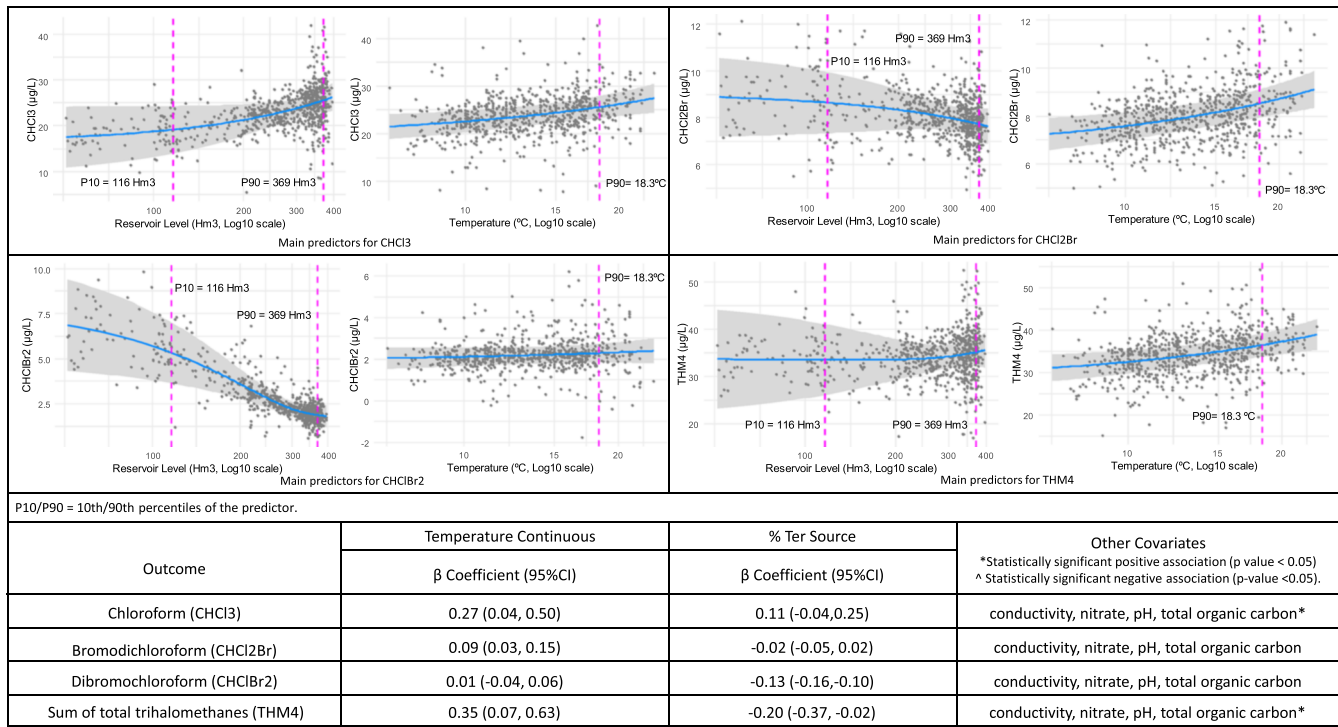 CHCl3 (µg/L)
40
30
20
10
P10 = 116 Hm3
P90 = 369 Hm3
100
200
300
400
Reservoir Level (Hm3, Log10 scale)
CHCl3 (µg/L)
40
30
20
10
P90= 18.3ºC
10
15
20
Temperature (ºC, Log10 scale)
Main predictors for CHCl3
CHCl2Br (µg/L)
12
10
8
6
P90 = 369 Hm3
P10 = 116 Hm3
100
200
300
400
Reservoir Level (Hm3, Log10 scale)
CHCl2Br (µg/L)
12
10
8
6
P90= 18.3ºC
10
15
20
Temperature (ºC, Log10 scale)
Main predictors for CHCl2Br
CHClBr2 (µg/L)
10.0
7.5
5.0
2.5
P10 = 116 Hm3
P90 = 369 Hm3
100
200
300
400
Reservoir Level (Hm3, Log10 scale)
CHClBr2 (µg/L)
6
4
2
0
-2
P90= 18.3ºC
10
15
20
Temperature (ºC, Log10 scale)
Main predictors for CHClBr2
THM4 (µg/L)
50
40
30
20
P10 = 116 Hm3
P90 = 369 Hm3
100
200
300
400
Reservoir Level (Hm3, Log10 scale)
THM4 (µg/L)
50
40
30
20
P90= 18.3 ºC
10
15
20
Temperature (ºC, Log10 scale)
Main predictors for THM4
P10/P90 = 10th/90th percentiles of the predictor.
Outcome
Temperature Continuous
% Ter Source
Other Covariates
*Statistically significant positive association (p value < 0.05)
^ Statistically significant negative association (p-value <0.05).
β Coefficient (95%CI)
β Coefficient (95%CI)
Chloroform (CHCl3)
0.27 (0.04, 0.50)
0.11 (-0.04,0.25)
conductivity, nitrate, pH, total organic carbon*
Bromodichloroform (CHCl2Br)
0.09 (0.03, 0.15)
-0.02 (-0.05, 0.02)
conductivity, nitrate, pH, total organic carbon
Dibromochloroform (CHClBr2)
0.01 (-0.04, 0.06)
-0.13 (-0.16,-0.10)
conductivity, nitrate, pH, total organic carbon
Sum of total trihalomethanes (THM4)
0.35 (0.07, 0.63)
-0.20 (-0.37, -0.02)
conductivity, nitrate, pH, total organic carbon*